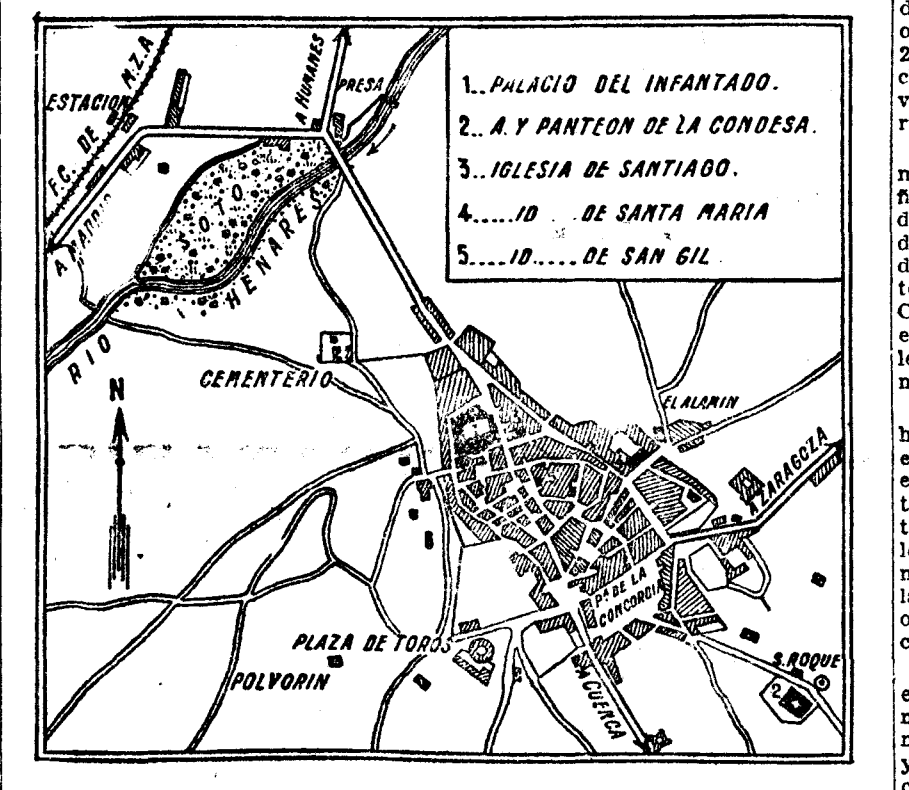 1.. PALACIO DEL INFANTADO.
2.. A. Y PANTEON DE LA CONDESA.
3.. IGLESIA DE SANTIAGO.
4.....ID... DE SANTA MARIA
5....ID..... DE SAN GIL
ESTACION
F.C. DE M.Z.A
A HUMANES
PRESA
A MADRID
SOTO
RIO HENARES
CEMENTERIO
N
EL ALAMIN
A ZARAGOZA
Pª DE LA
CONCORDIA
PLAZA DE TOROS
POLVORIN
A CUENCA
S. ROQUE
2